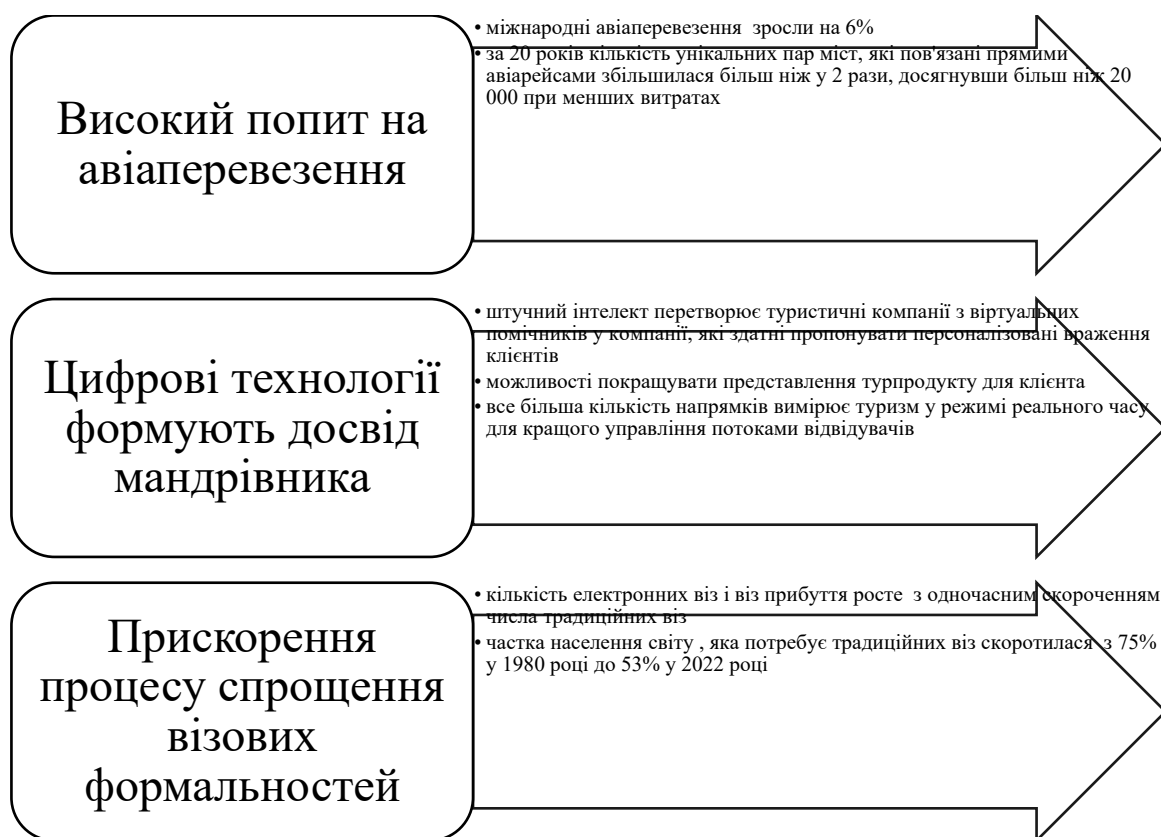 Високий попит на
авіаперевезення
• міжнародні авіаперевезення зросли на 6%
• за 20 років кількість унікальних пар міст, які пов'язані прямими
авіарейсами збільшилася більш ніж у 2 рази, досягнувши більш ніж 20
000 при менших витратах
Цифрові технології
формують досвід
мандрівника
• штучний інтелект перетворює туристичні компанії з віртуальних
помічників у компанії, які здатні пропонувати персоналізовані враження
клієнтів
• можливості покращувати представлення турпродукту для клієнта
• все більша кількість напрямків вимірює туризм у режимі реального часу
для кращого управління потоками відвідувачів
Прискорення
процесу спрощення
візових
формальностей
• кількість електронних віз і віз прибуття росте з одночасним скороченням
числа традиційних віз
• частка населення світу , яка потребує традиційних віз скоротилася з 75%
у 1980 році до 53% у 2022 році